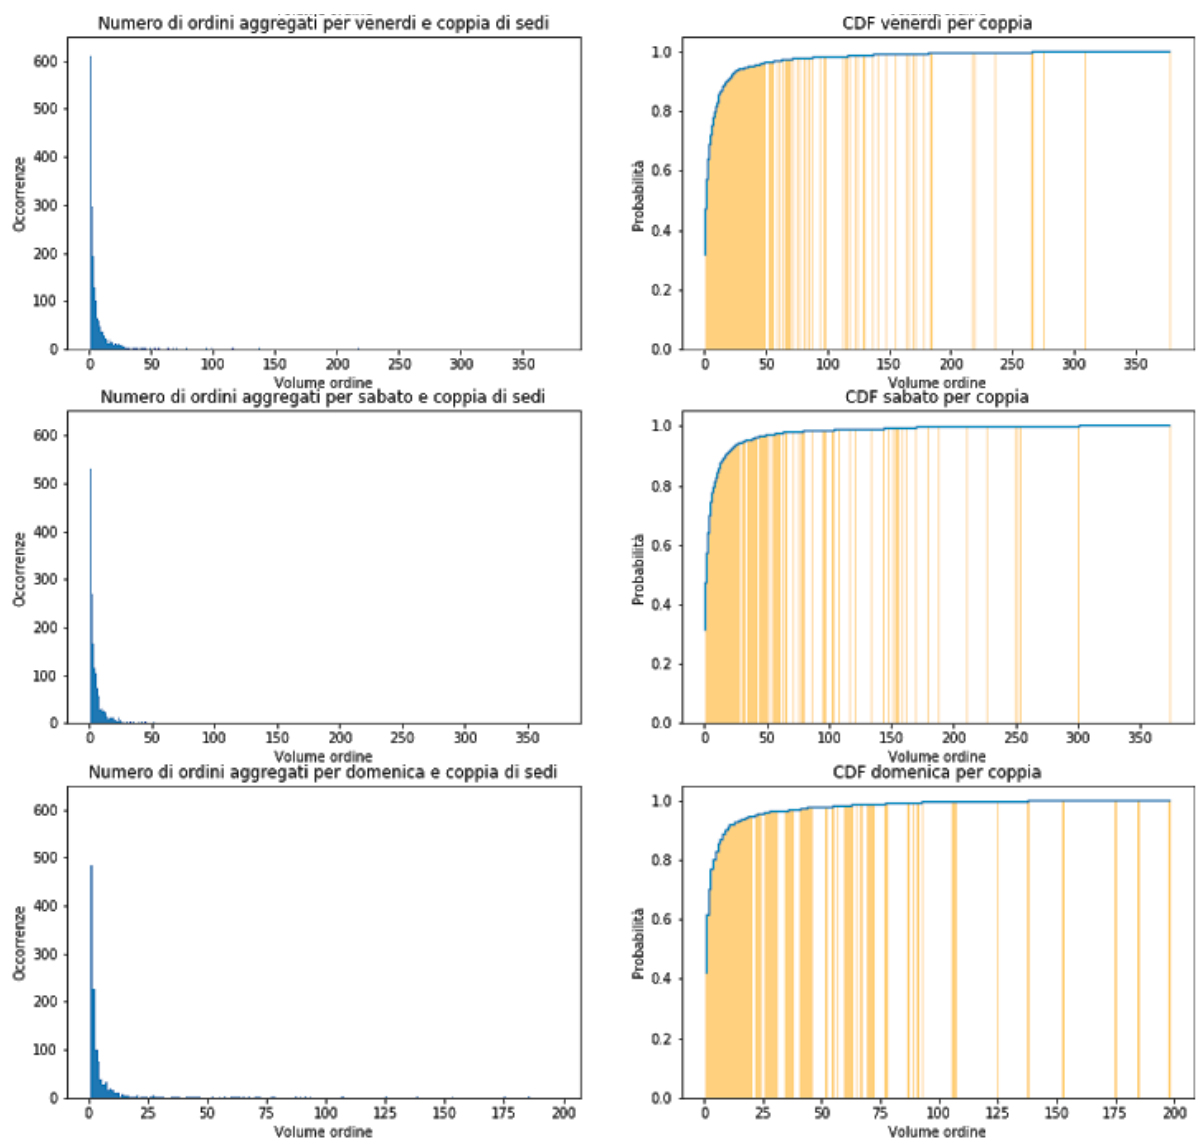 Numero di ordini aggregati per venerdi e coppia di sedi
600
500
400
300
200
100
0
Occorrenze
0 50 100 150 200 250 300 350
Volume ordine
CDF venerdi per coppia
1.0
0.8
0.6
0.4
0.2
0.0
Probabilità
0 50 100 150 200 250 300 350
Volume ordine
Numero di ordini aggregati per sabato e coppia di sedi
600
500
400
300
200
100
0
Occorrenze
0 50 100 150 200 250 300 350
Volume ordine
CDF sabato per coppia
1.0
0.8
0.6
0.4
0.2
0.0
Probabilità
0 50 100 150 200 250 300 350
Volume ordine
Numero di ordini aggregati per domenica e coppia di sedi
600
500
400
300
200
100
0
Occorrenze
0 25 50 75 100 125 150 175 200
Volume ordine
CDF domenica per coppia
1.0
0.8
0.6
0.4
0.2
0.0
Probabilità
0 25 50 75 100 125 150 175 200
Volume ordine